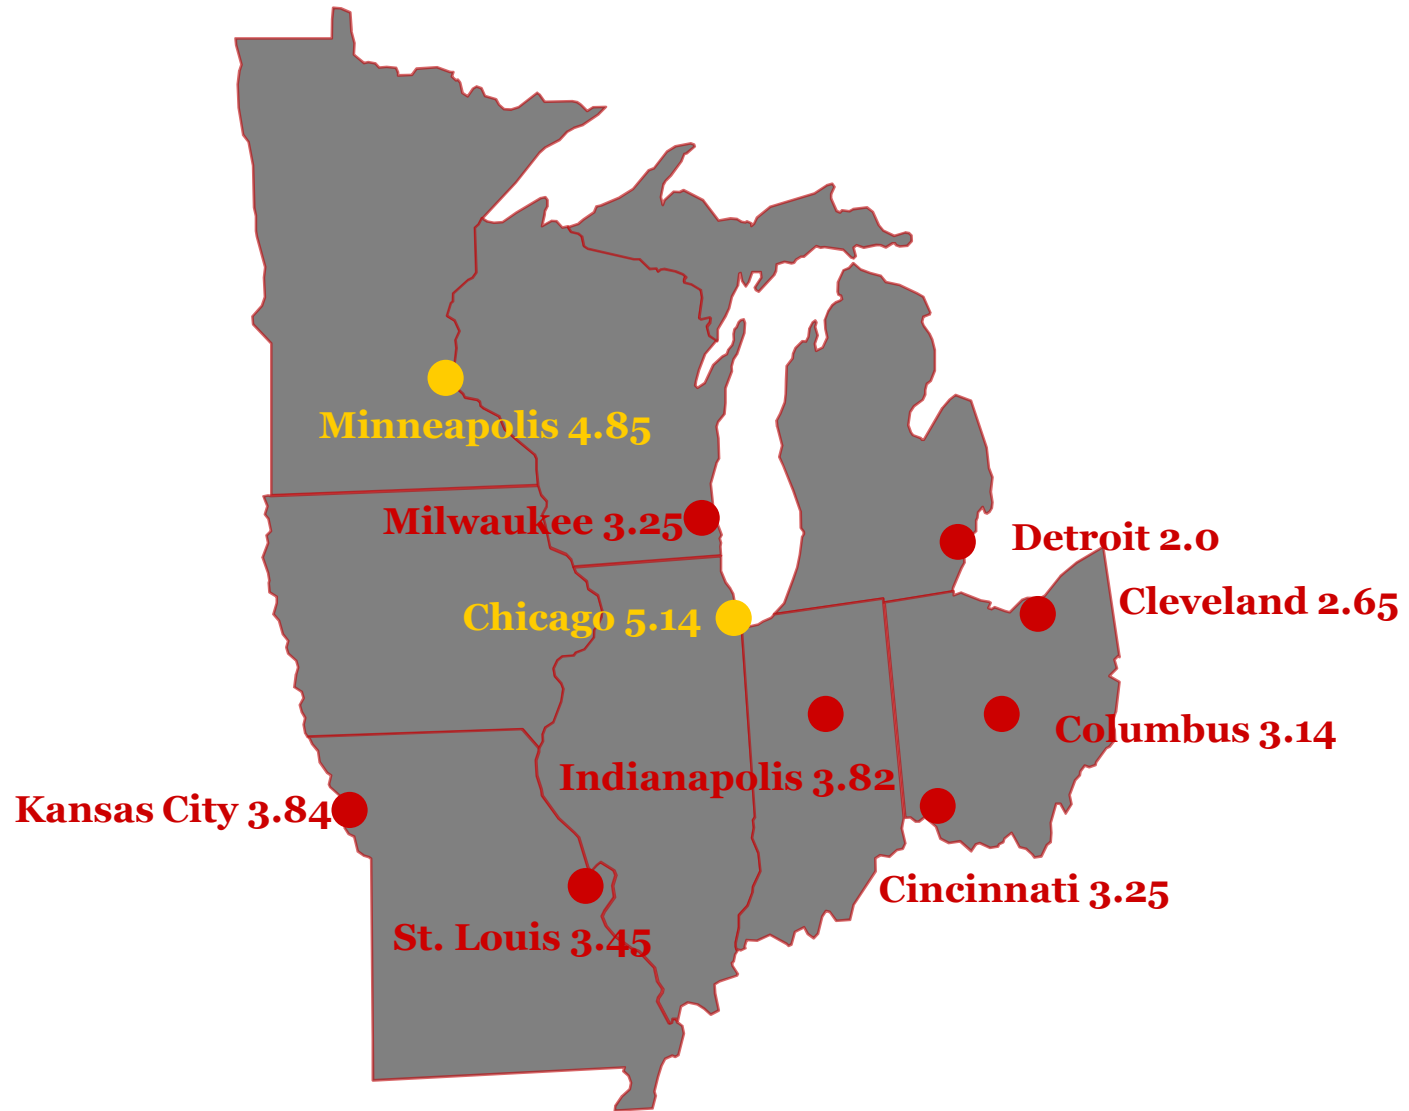 Minneapolis 4.85
Milwaukee 3.25
Detroit 2.0
Cleveland 2.65
Chicago 5.14
Columbus 3.14
Indianapolis 3.82
Kansas City 3.84
Cincinnati 3.25
St. Louis 3.45